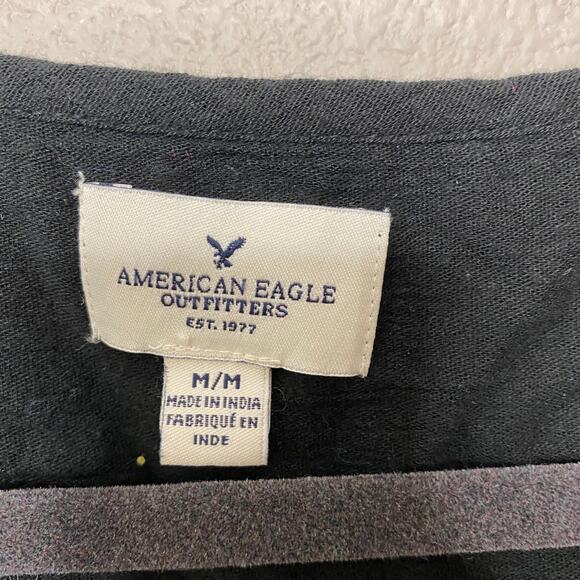 AMERICAN EAGLE
OUTFITTERS
EST. 1977
M/M
MADE IN INDIA
FABRIQUÉ EN
INDE